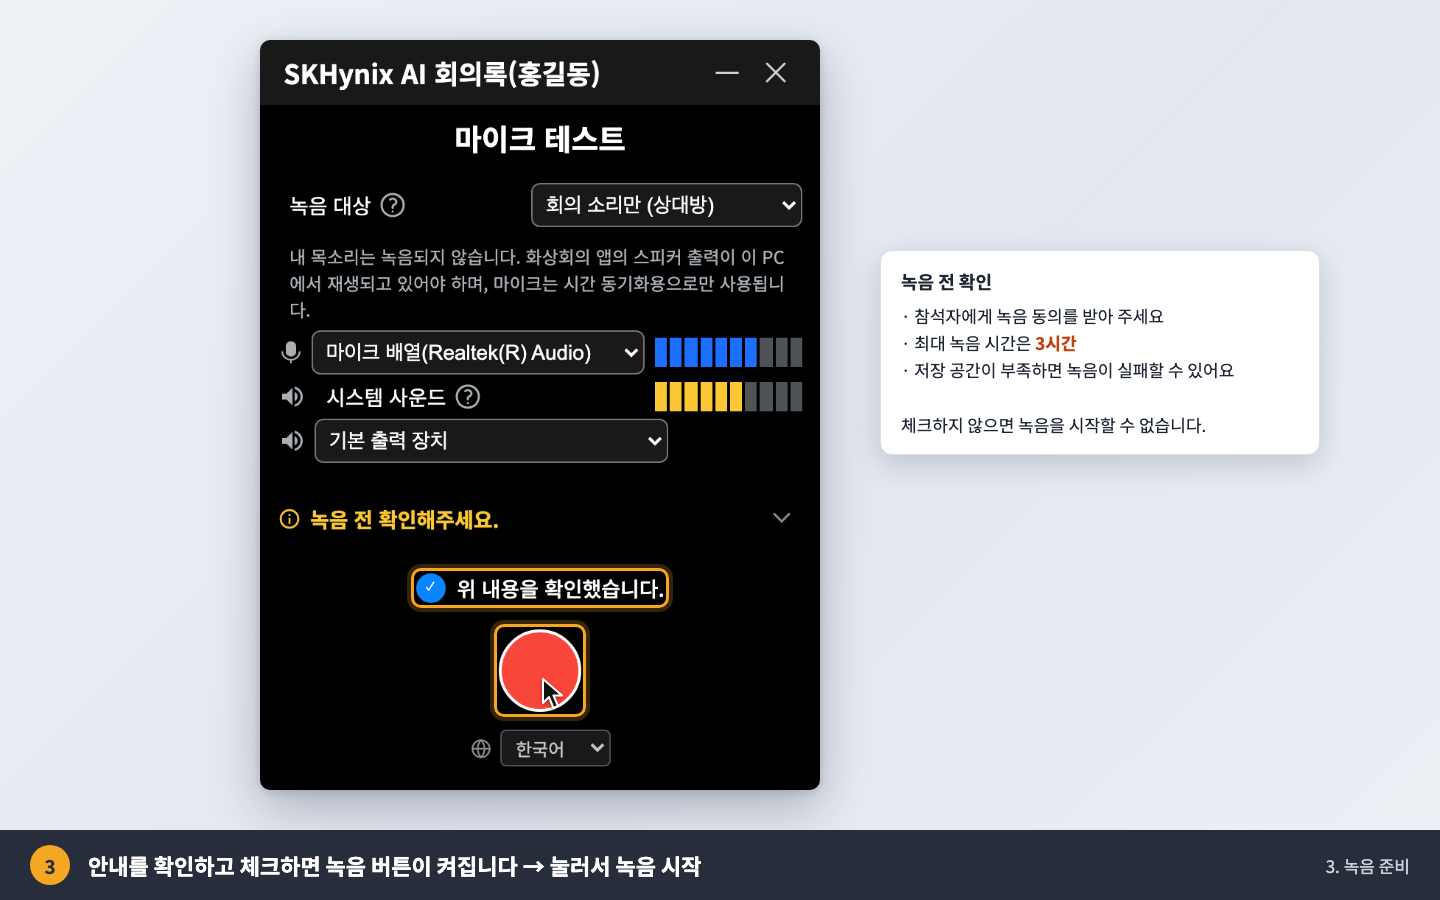 SKHynix AI 회의록(홍길동)
마이크 테스트
녹음 대상 ?
회의 소리만 (상대방)
내 목소리는 녹음되지 않습니다. 화상회의 앱의 스피커 출력이 이 PC
에서 재생되고 있어야 하며, 마이크는 시간 동기화용으로만 사용됩니
다.
마이크 배열(Realtek(R) Audio)
시스템 사운드 ?
기본 출력 장치
녹음 전 확인해주세요.
위 내용을 확인했습니다.
한국어
녹음 전 확인
· 참석자에게 녹음 동의를 받아 주세요
· 최대 녹음 시간은 3시간
· 저장 공간이 부족하면 녹음이 실패할 수 있어요
체크하지 않으면 녹음을 시작할 수 없습니다.
3 안내를 확인하고 체크하면 녹음 버튼이 켜집니다 → 눌러서 녹음 시작
3. 녹음 준비